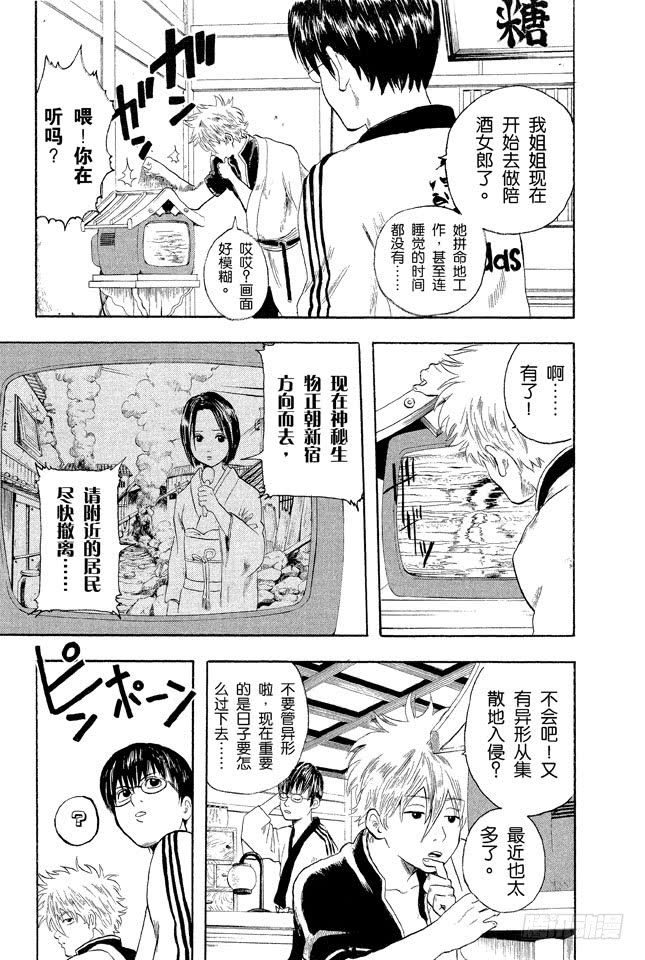 糖
我姐姐现在
开始去做陪
酒女郎了。
她拼命地工
作，甚至连
睡觉的时间
都没有……
dds
ガンガン
哎哎？画面
好模糊。
喂！你在
听吗？
啊……
有了！
现在神秘生
物正朝新宿
方向而去，
请附近的居民
尽快撤离……
不会吧！又
有异形从集
散地入侵？
最近也太
多了。
不要管异形
啦，现在重要
的是日子要怎
么过下去……
ピンポーン
？
腾讯动漫